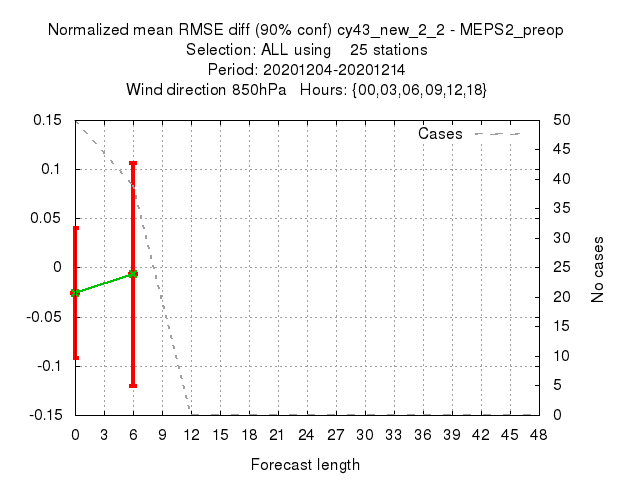 Normalized mean RMSE diff (90% conf) cy43_new_2_2 - MEPS2_preop
Selection: ALL using    25 stations
Period: 20201204-20201214
Wind direction 850hPa   Hours: {00,03,06,09,12,18}
0.15
0.1
0.05
0
-0.05
-0.1
-0.15
Cases
50
45
40
35
30
25
20
15
10
5
0
No cases
0 3 6 9 12 15 18 21 24 27 30 33 36 39 42 45 48
Forecast length